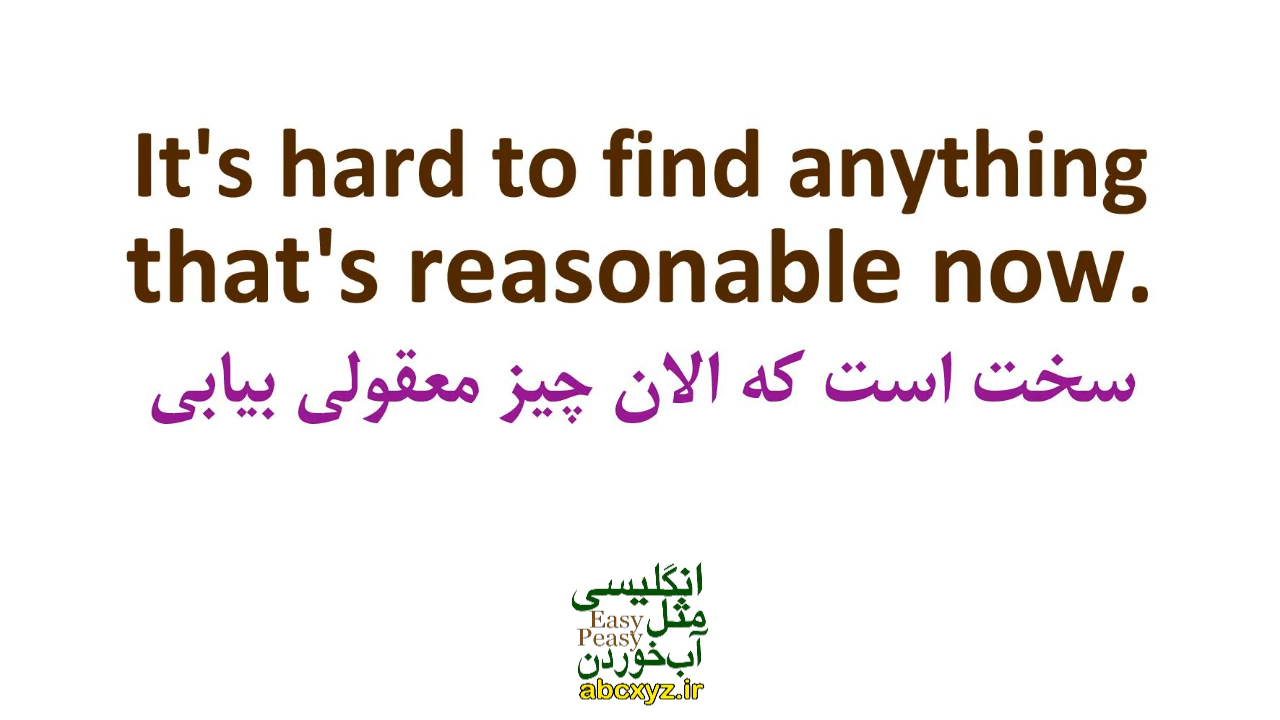 It's hard to find anything
that's reasonable now.
سخت است که الان چیز معقولی بیابی
انگلیسی
مثل
Easy
Peasy
آب‌خوردن
abcxyz.ir